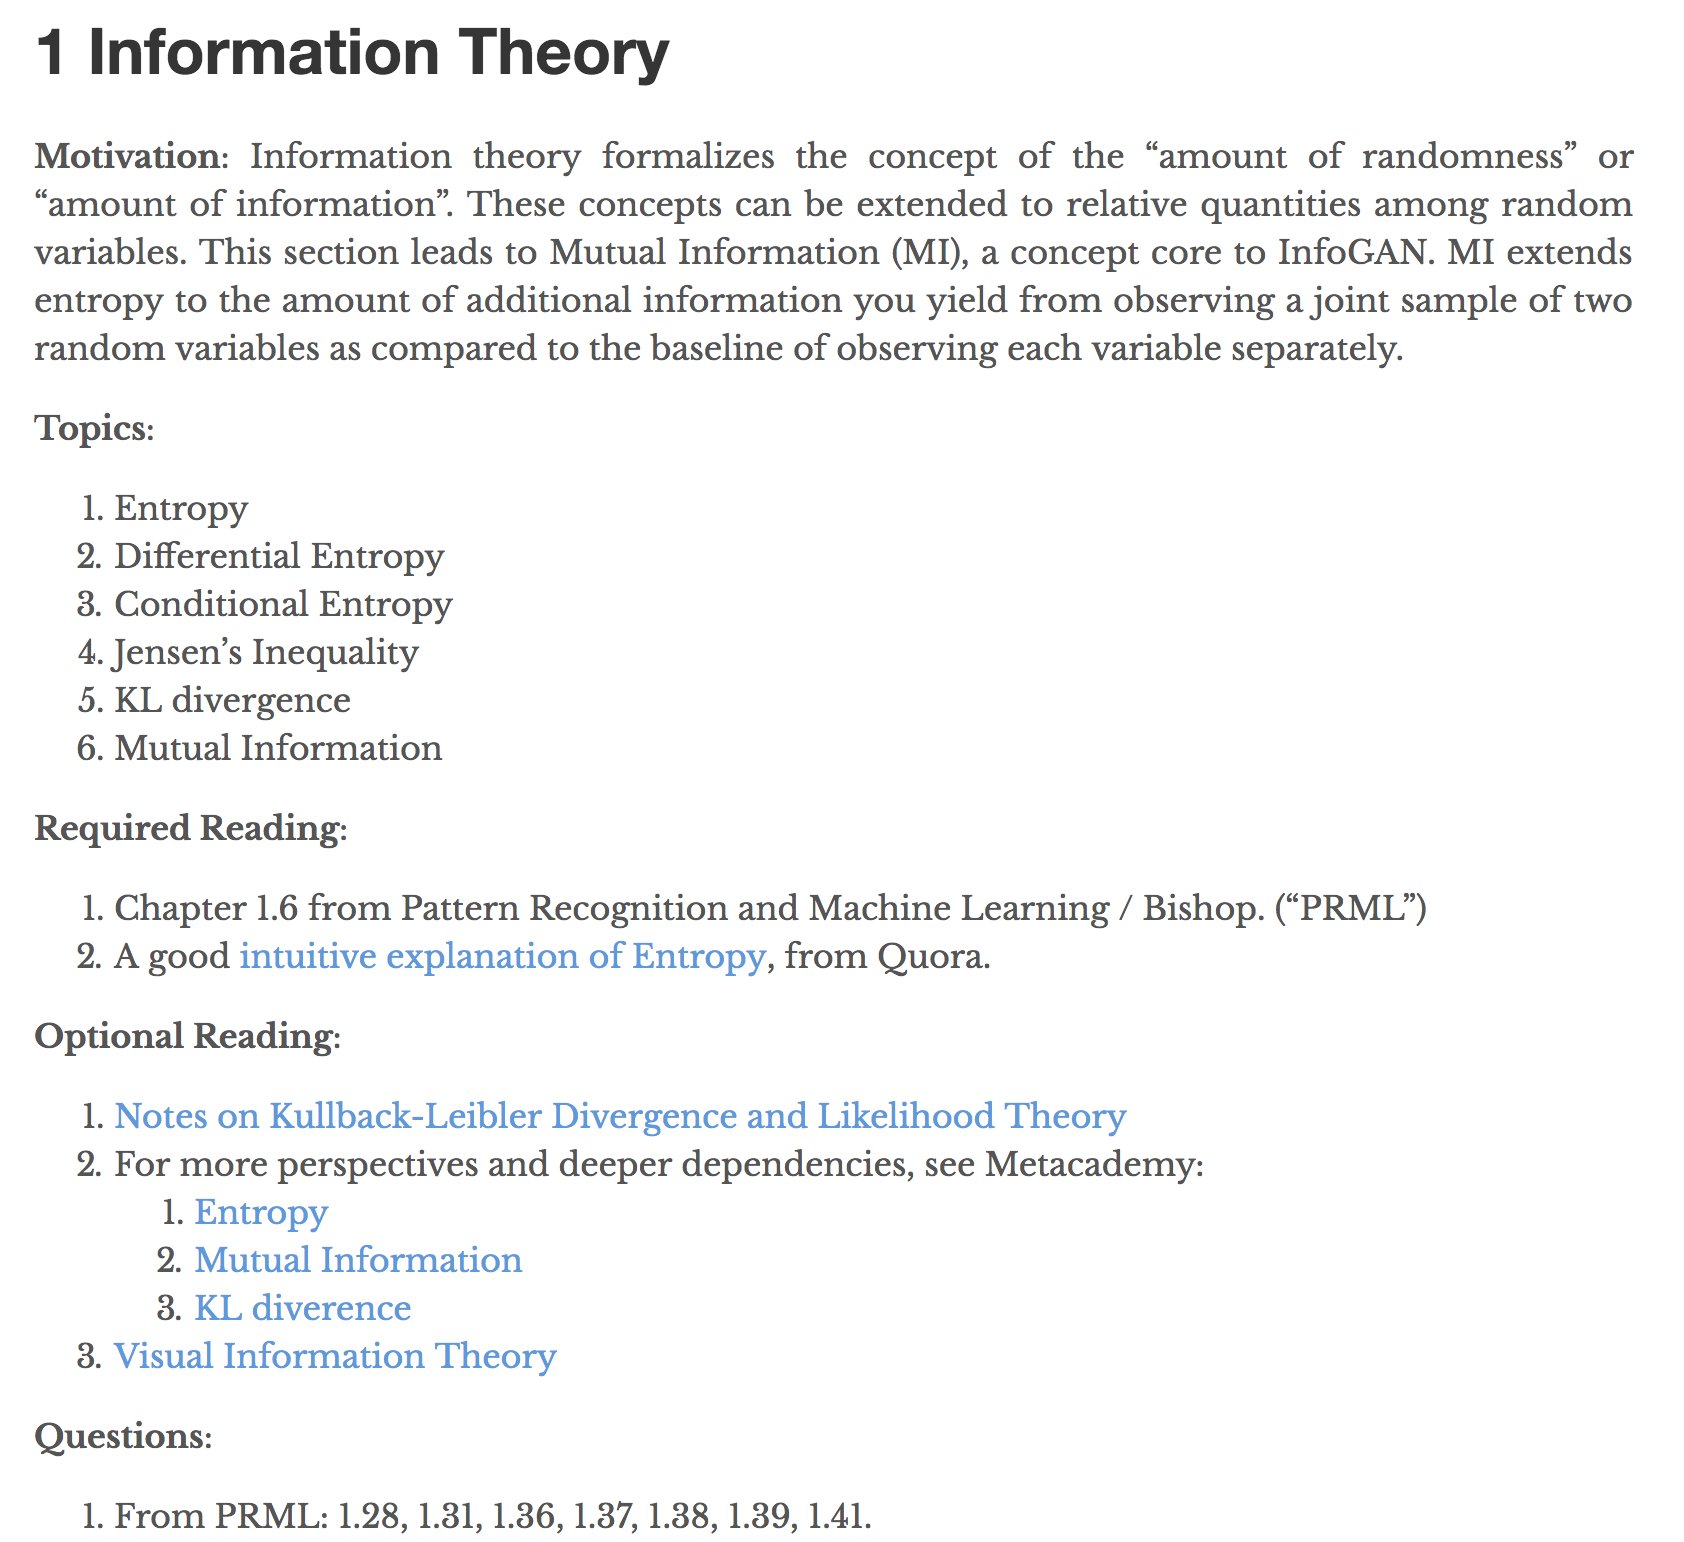 1 Information Theory
Motivation: Information theory formalizes the concept of the “amount of randomness” or
“amount of information”. These concepts can be extended to relative quantities among random
variables. This section leads to Mutual Information (MI), a concept core to InfoGAN. MI extends
entropy to the amount of additional information you yield from observing a joint sample of two
random variables as compared to the baseline of observing each variable separately.
Topics:
1. Entropy
2. Differential Entropy
3. Conditional Entropy
4. Jensen’s Inequality
5. KL divergence
6. Mutual Information
Required Reading:
1. Chapter 1.6 from Pattern Recognition and Machine Learning / Bishop. (“PRML”)
2. A good intuitive explanation of Entropy, from Quora.
Optional Reading:
1. Notes on Kullback-Leibler Divergence and Likelihood Theory
2. For more perspectives and deeper dependencies, see Metacademy:
1. Entropy
2. Mutual Information
3. KL diverence
3. Visual Information Theory
Questions:
1. From PRML: 1.28, 1.31, 1.36, 1.37, 1.38, 1.39, 1.41.